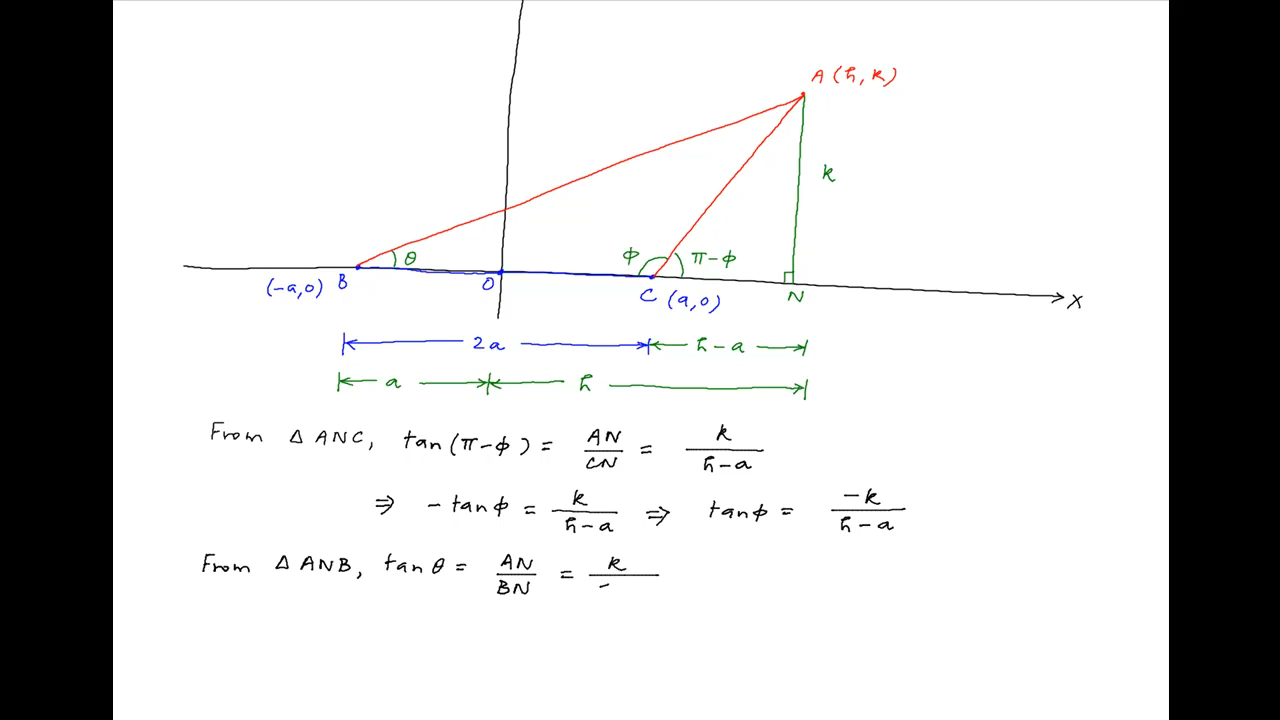 A (h, k)
k
θ
φ
π-φ
(-a,0)
B
O
C
(a,0)
N
X
2a
h-a
a
h
From △ ANC, tan(π-φ) = AN/CN = k/(h-a)
⇒ -tanφ = k/(h-a) ⇒ tanφ = -k/(h-a)
From △ ANB, tanθ = AN/BN = k/